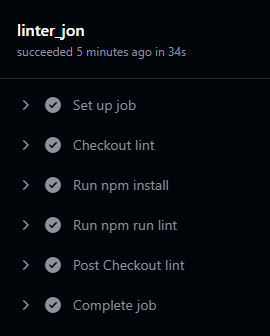 linter_jon
succeeded 5 minutes ago in 34s
Set up job
Checkout lint
Run npm install
Run npm run lint
Post Checkout lint
Complete job